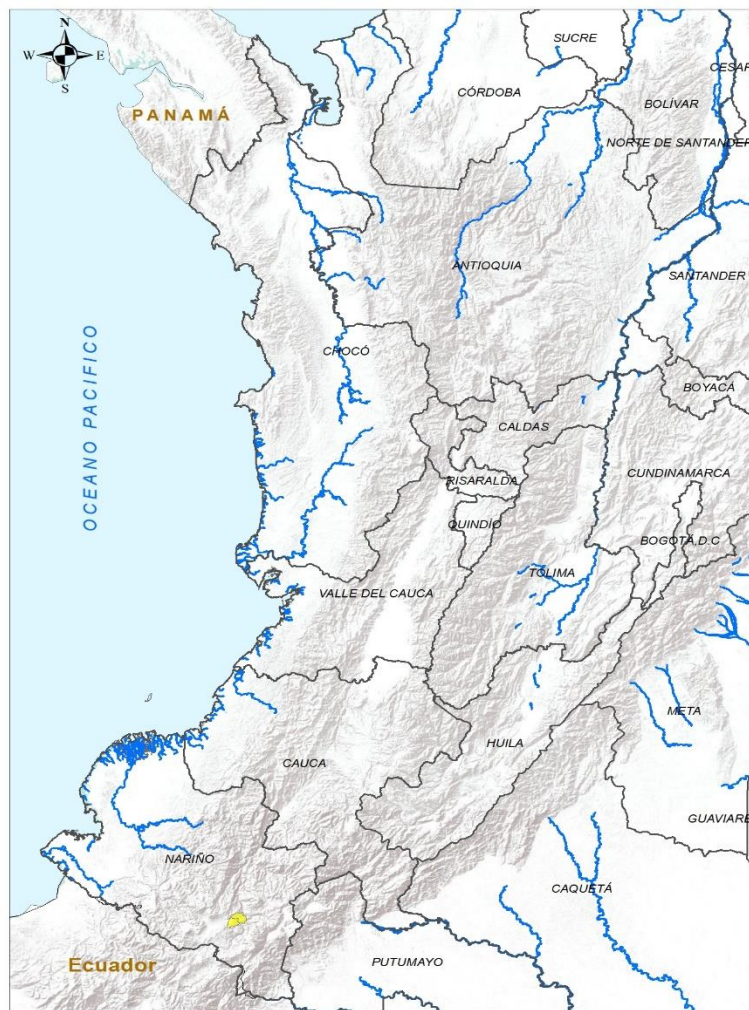 N
W E
S
SUCRE
CESAR
CÓRDOBA
BOLÍVAR
PANAMÁ
NORTE DE SANTANDER
ANTIOQUIA
SANTANDER
CHOCÓ
BOYACÁ
OCEANO PACIFICO
CALDAS
CUNDINAMARCA
RISARALDA
QUINDÍO
BOGOTÁ, D.C
TOLIMA
VALLE DEL CAUCA
META
HUILA
CAUCA
GUAVIARE
NARIÑO
CAQUETÁ
Ecuador
PUTUMAYO